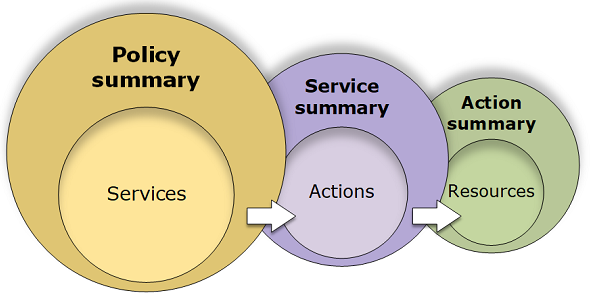 Policy
summary
Services
Service
summary
Actions
Action
summary
Resources